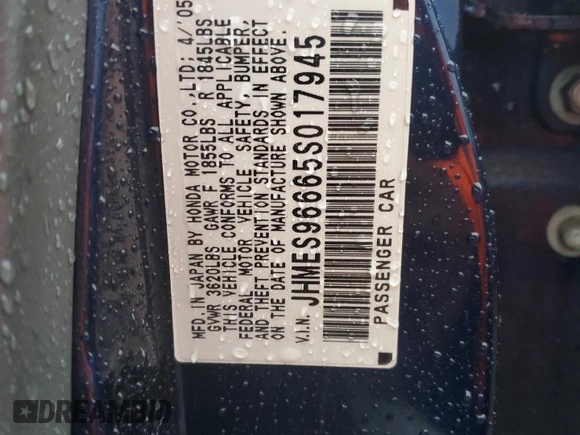 MFD. IN JAPAN BY HONDA MOTOR CO.,LTD; 4/'05
GVWR 3620LBS GAWR F 1855LBS R 1845LBS
THIS VEHICLE CONFORMS TO ALL APPLICABLE
FEDERAL MOTOR VEHICLE SAFETY, BUMPER,
AND THEFT PREVENTION STANDARDS IN EFFECT
ON THE DATE OF MANUFACTURE SHOWN ABOVE.
V.I.N. JHMES96665S017945
PASSENGER CAR
DREAMBID